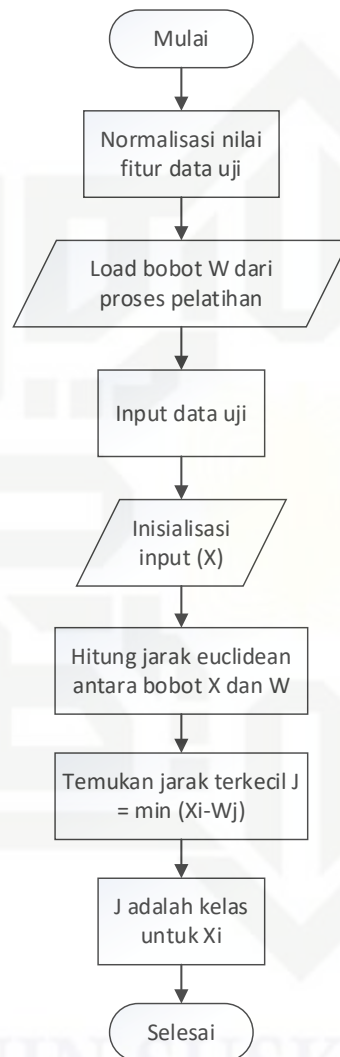 Mulai
Normalisasi nilai
fitur data uji
Load bobot W dari
proses pelatihan
Input data uji
Inisialisasi
input (X)
Hitung jarak euclidean
antara bobot X dan W
Temukan jarak terkecil J
= min (Xi-Wj)
J adalah kelas
untuk Xi
Selesai